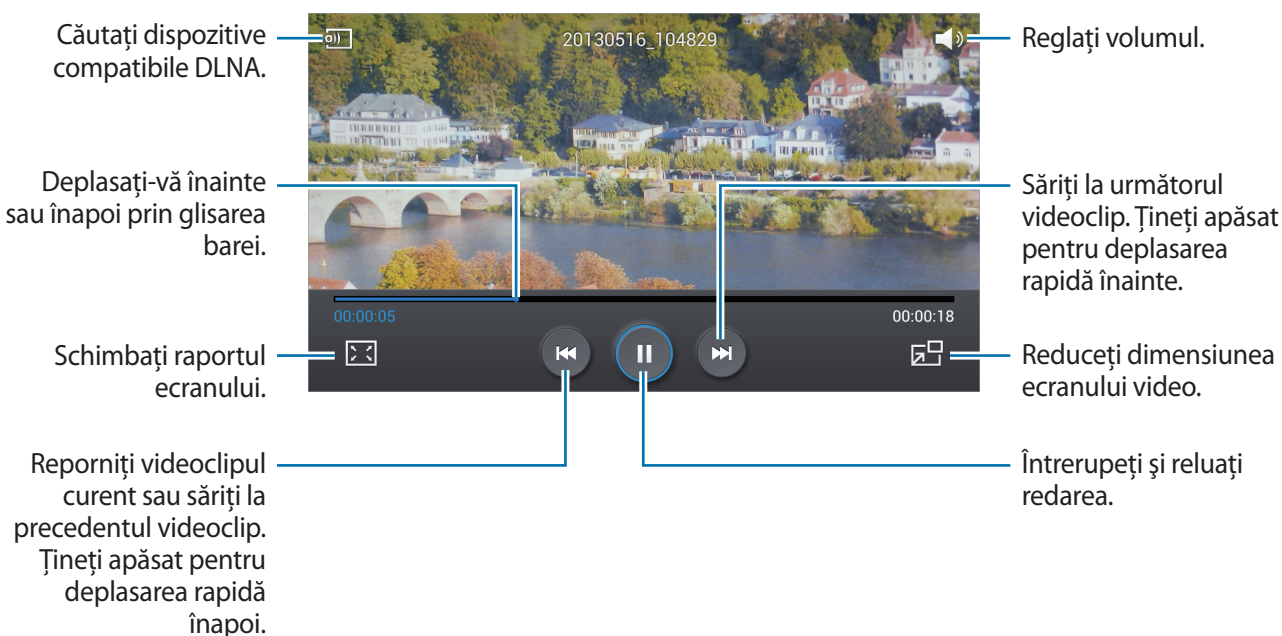 Căutați dispozitive
compatibile DLNA.
20130516_104829
Reglați volumul.
Deplasați-vă înainte
sau înapoi prin glisarea
barei.
Săriți la următorul
videoclip. Țineți apăsat
pentru deplasarea
rapidă înainte.
00:00:05
00:00:18
Schimbați raportul
ecranului.
Reduceți dimensiunea
ecranului video.
Reporniți videoclipul
curent sau săriți la
precedentul videoclip.
Țineți apăsat pentru
deplasarea rapidă
înapoi.
Întrerupeți şi reluați
redarea.